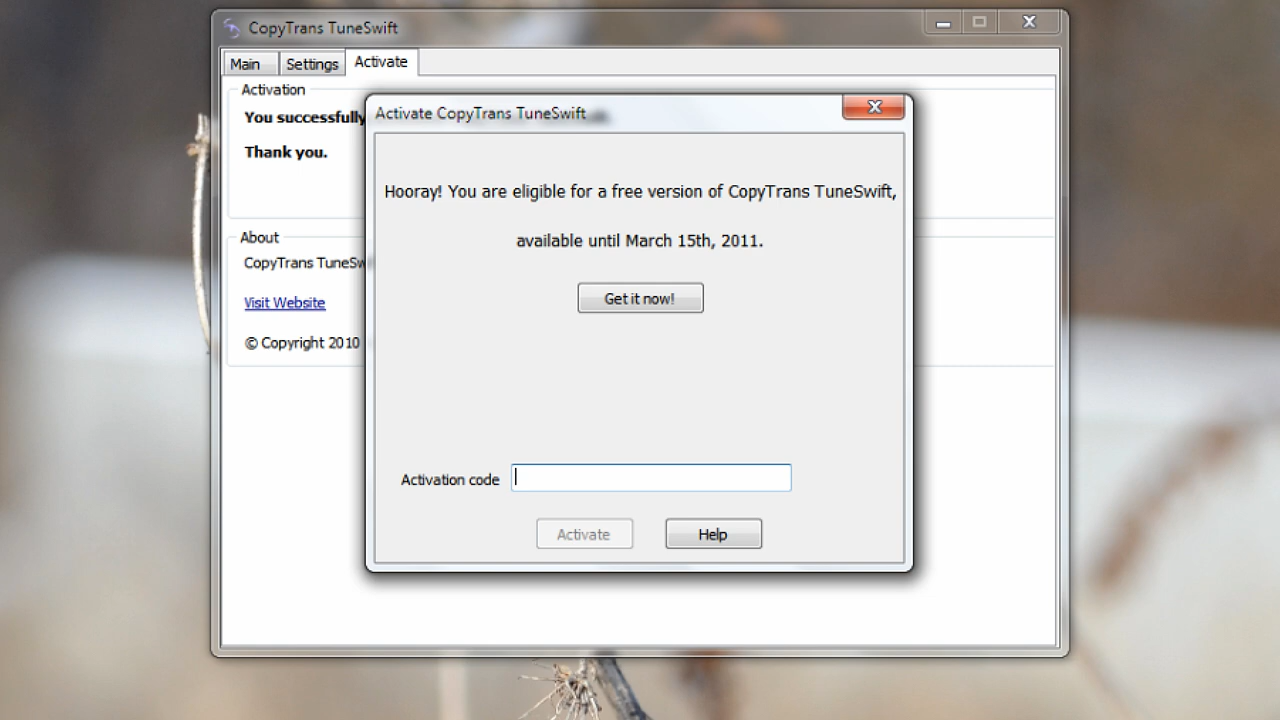 CopyTrans TuneSwift
Main
Settings
Activate
Activation
You successfully
Thank you.
About
CopyTrans
Visit Website
© Copyright 2010
Activate CopyTrans TuneSwift
Hooray! You are eligible for a free version of CopyTrans TuneSwift,
available until March 15th, 2011.
Get it now!
Activation code
Activate
Help